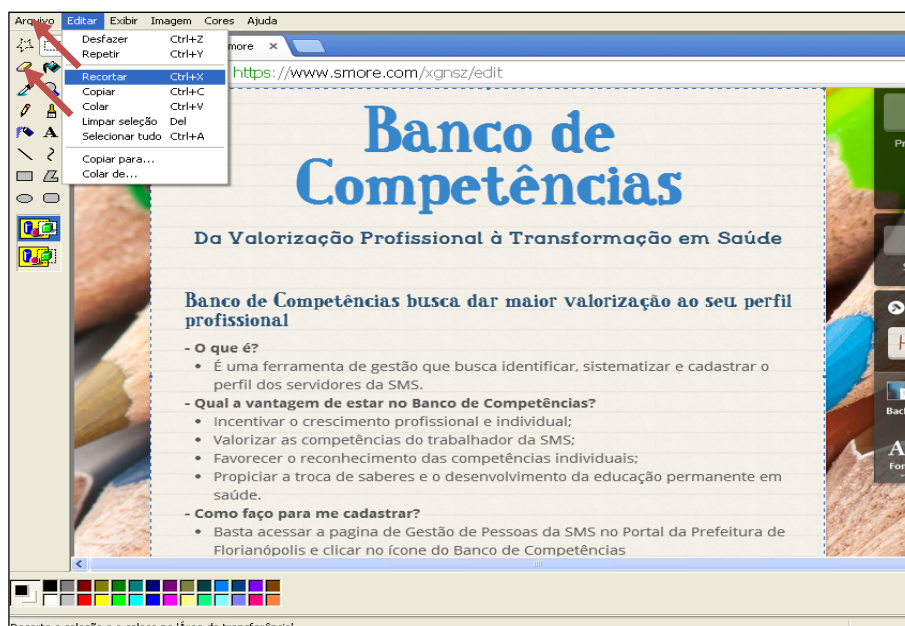 Arquivo Editar Exibir Imagem Cores Ajuda
Desfazer Ctrl+Z
Repetir Ctrl+Y
Recortar Ctrl+X
Copiar Ctrl+C
Colar Ctrl+V
Limpar seleção Del
Selecionar tudo Ctrl+A
Copiar para...
Colar de...
more ×
https://www.smore.com/xgnsz/edit
Banco de
Competências
Da Valorização Profissional à Transformação em Saúde
Banco de Competências busca dar maior valorização ao seu perfil
profissional
- O que é?
• É uma ferramenta de gestão que busca identificar, sistematizar e cadastrar o
perfil dos servidores da SMS.
- Qual a vantagem de estar no Banco de Competências?
• Incentivar o crescimento profissional e individual;
• Valorizar as competências do trabalhador da SMS;
• Favorecer o reconhecimento das competências individuais;
• Propiciar a troca de saberes e o desenvolvimento da educação permanente em
saúde.
- Como faço para me cadastrar?
• Basta acessar a pagina de Gestão de Pessoas da SMS no Portal da Prefeitura de
Florianópolis e clicar no ícone do Banco de Competências
Pr
H
Back
A
For